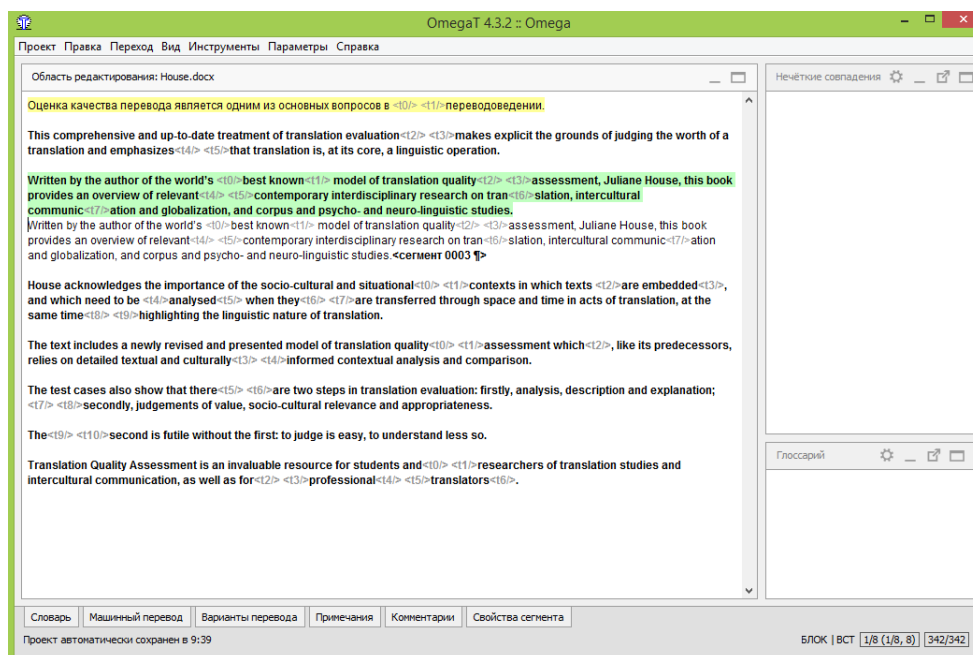 OmegaT 4.3.2 :: Omega
Проект Правка Переход Вид Инструменты Параметры Справка
Область редактирования: House.docx
Нечёткие совпадения
Оценка качества перевода является одним из основных вопросов в <t0/> <t1/>переводоведении.
This comprehensive and up-to-date treatment of translation evaluation<t2/> <t3/>makes explicit the grounds of judging the worth of a
translation and emphasizes<t4/> <t5/>that translation is, at its core, a linguistic operation.
Written by the author of the world's <t0/>best known<t1/> model of translation quality<t2/> <t3/>assessment, Juliane House, this book
provides an overview of relevant<t4/> <t5/>contemporary interdisciplinary research on tran<t6/>slation, intercultural
communic<t7/>ation and globalization, and corpus and psycho- and neuro-linguistic studies.
Written by the author of the world's <t0/>best known<t1/> model of translation quality<t2/> <t3/>assessment, Juliane House, this book
provides an overview of relevant<t4/> <t5/>contemporary interdisciplinary research on tran<t6/>slation, intercultural communic<t7/>ation
and globalization, and corpus and psycho- and neuro-linguistic studies.<сегмент 0003 ¶>
House acknowledges the importance of the socio-cultural and situational<t0/> <t1/>contexts in which texts <t2/>are embedded<t3/>,
and which need to be <t4/>analysed<t5/> when they<t6/> <t7/>are transferred through space and time in acts of translation, at the
same time<t8/> <t9/>highlighting the linguistic nature of translation.
The text includes a newly revised and presented model of translation quality<t0/> <t1/>assessment which<t2/>, like its predecessors,
relies on detailed textual and culturally<t3/> <t4/>informed contextual analysis and comparison.
The test cases also show that there<t5/> <t6/>are two steps in translation evaluation: firstly, analysis, description and explanation;
<t7/> <t8/>secondly, judgements of value, socio-cultural relevance and appropriateness.
The<t9/> <t10/>second is futile without the first: to judge is easy, to understand less so.
Глоссарий
Translation Quality Assessment is an invaluable resource for students and<t0/> <t1/>researchers of translation studies and
intercultural communication, as well as for<t2/> <t3/>professional<t4/> <t5/>translators<t6/>.
Словарь Машинный перевод Варианты перевода Примечания Комментарии Свойства сегмента
Проект автоматически сохранен в 9:39
БЛОК | ВСТ 1/8 (1/8, 8) 342/342